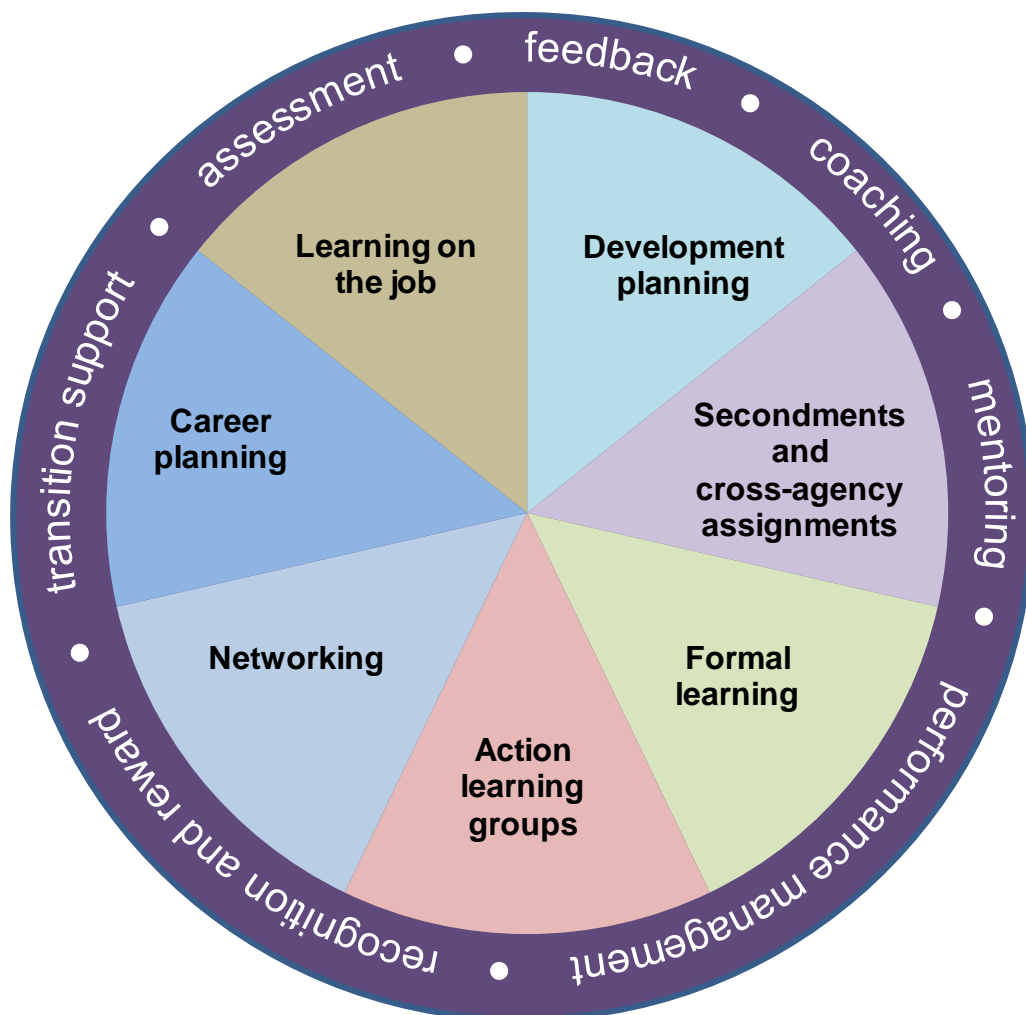 feedback
coaching
mentoring
performance management
recognition and reward
transition support
assessment
Development
planning
Secondments
and
cross-agency
assignments
Formal
learning
Action
learning
groups
Networking
Career
planning
Learning on
the job